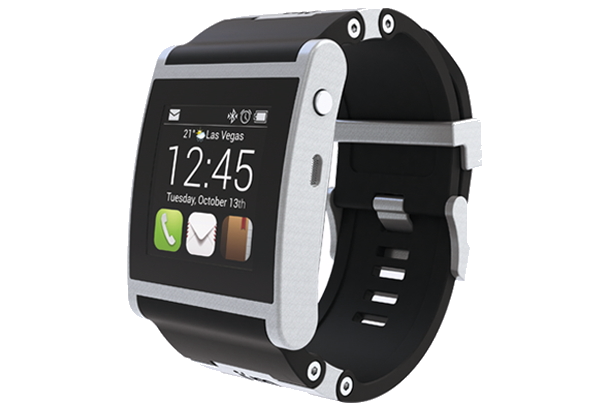 21° Las Vegas
12:45
Tuesday, October 13th